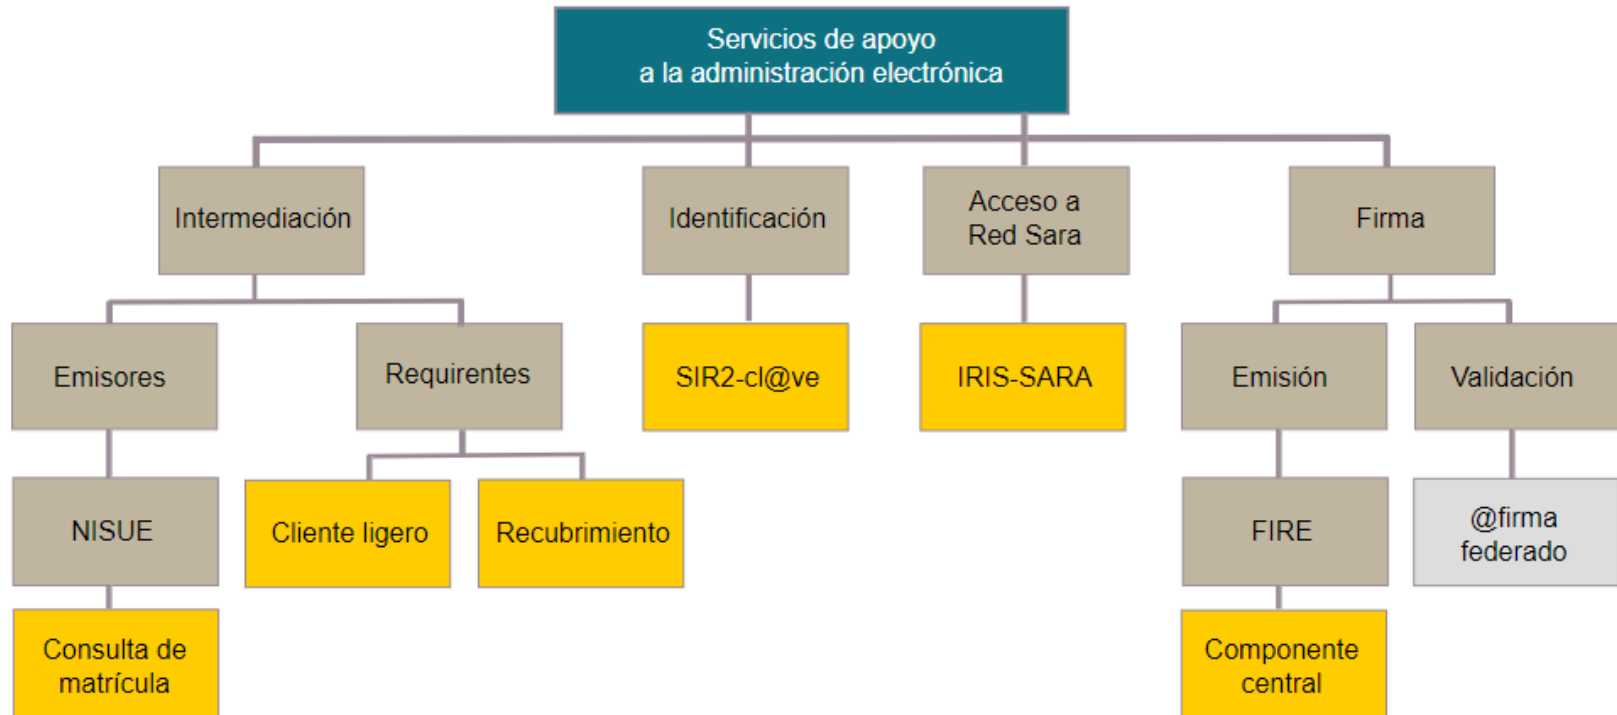 Servicios de apoyo
a la administración electrónica
Intermediación
Identificación
Acceso a
Red Sara
Firma
Emisores
Requirentes
SIR2-cl@ve
IRIS-SARA
Emisión
Validación
NISUE
Cliente ligero
Recubrimiento
FIRE
@firma
federado
Consulta de
matrícula
Componente
central